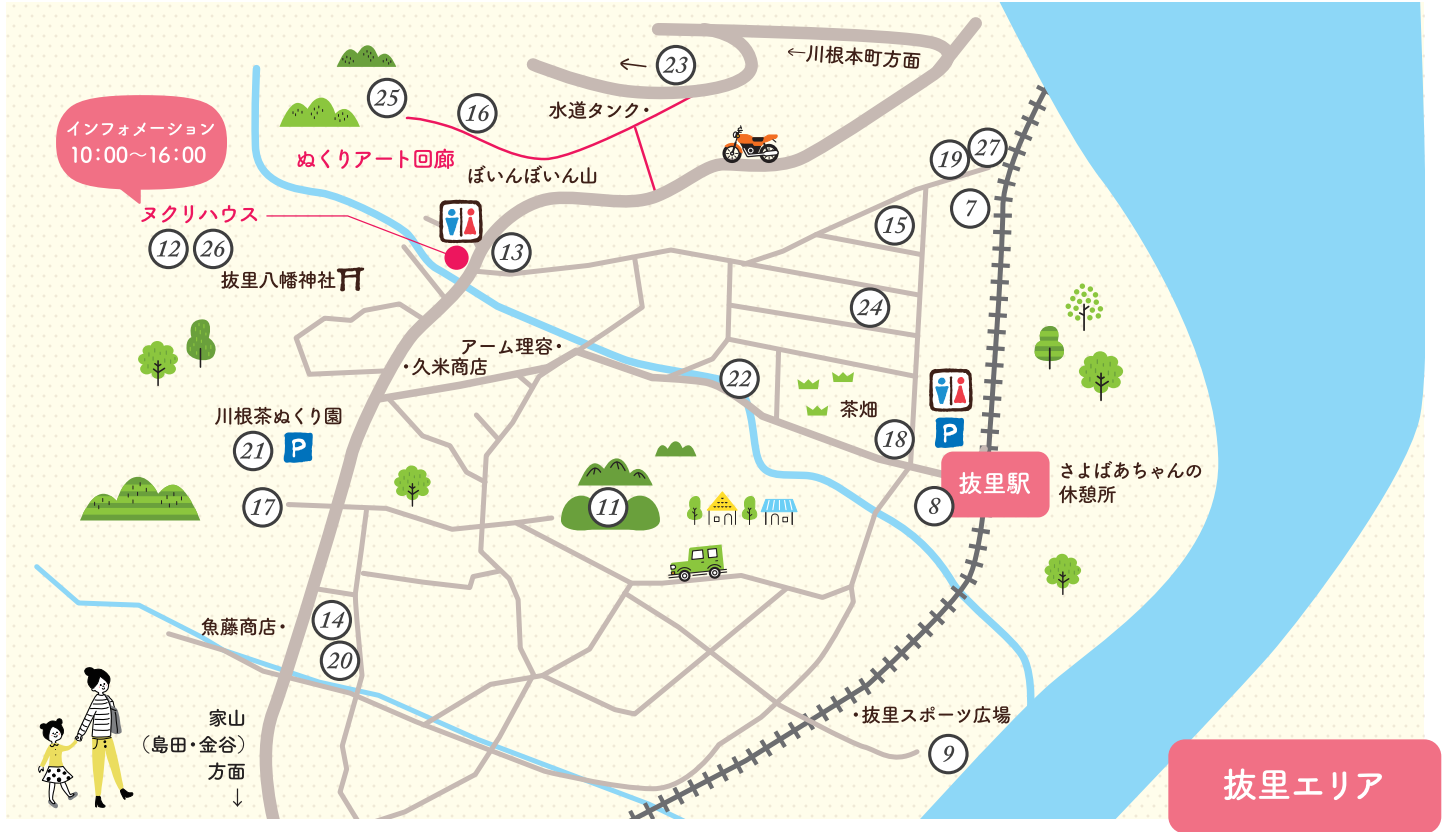 ←川根本町方面
←
23
25
16
水道タンク・
インフォメーション
10:00〜16:00
ぬくりアート回廊
ぼいんぼいん山
19
27
7
ヌクリハウス
12
26
13
15
抜里八幡神社
24
アーム理容・
・久米商店
22
茶畑
川根茶ぬくり園
21
P
18
P
17
11
8
抜里駅
さよばあちゃんの
休憩所
魚藤商店・
14
20
家山
（島田・金谷）
方面
↓
・抜里スポーツ広場
9
抜里エリア